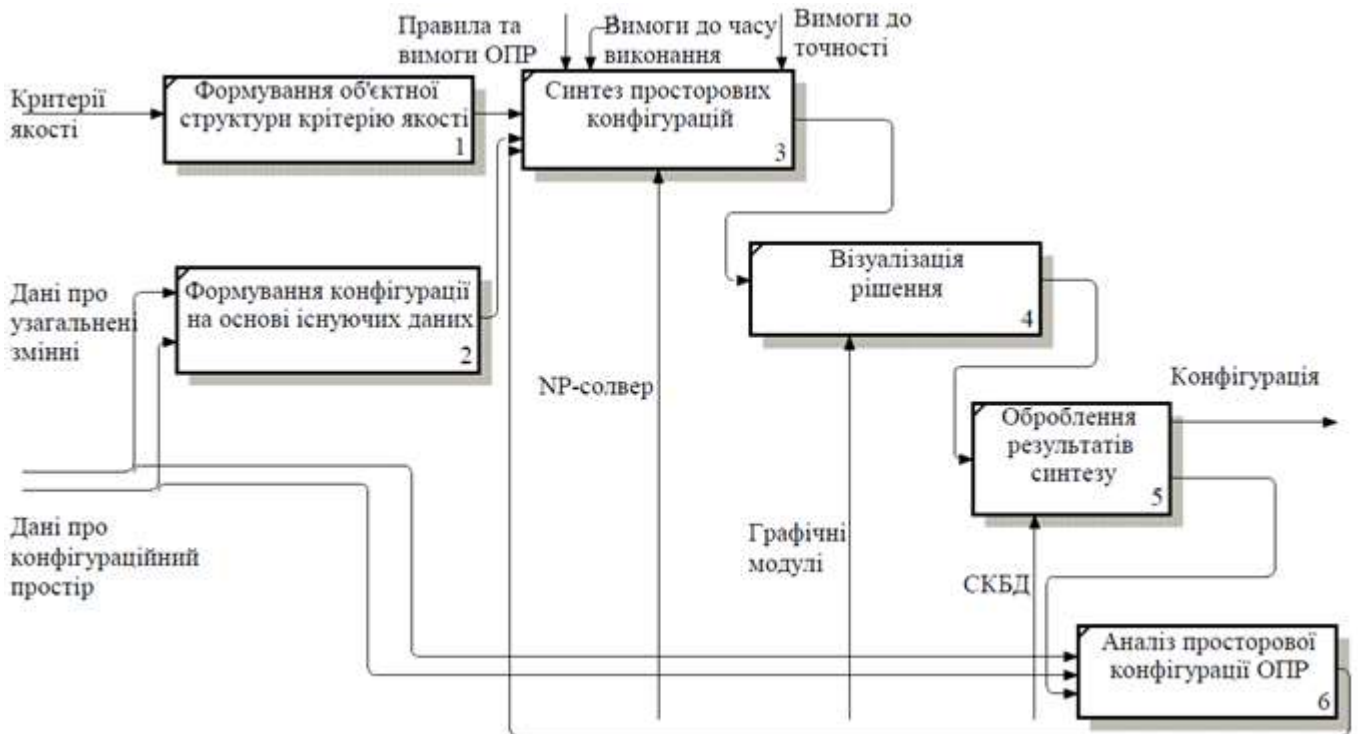 Правила та
вимоги ОПР
Вимоги до часу
виконання
Вимоги до
точності
Критерії
якості
Формування об'єктної
структури крітерію якості
1
Синтез просторових
конфігурацій
3
Дані про
узагальнені
змінні
Формування конфігурації
на основі існуючих даних
2
Візуалізація
рішення
4
NP-солвер
Конфігурація
Оброблення
результатів
синтезу
5
Дані про
конфігураційний
простір
Графічні
модулі
СКБД
Аналіз просторової
конфігурації ОПР
6